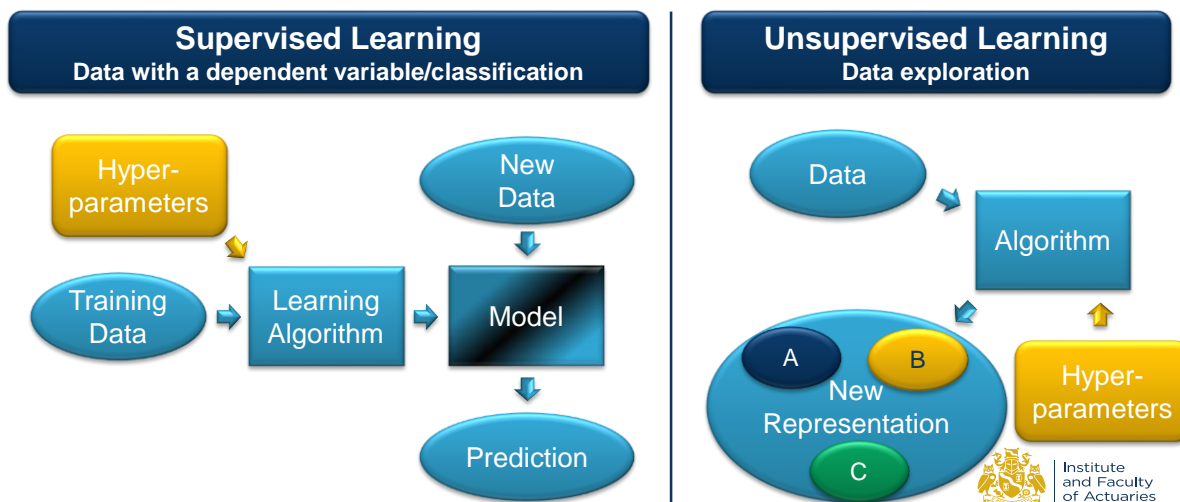 Supervised Learning
Data with a dependent variable/classification
Hyper-
parameters
New
Data
Training
Data
Learning
Algorithm
Model
Prediction
Unsupervised Learning
Data exploration
Data
Algorithm
A
B
New
Representation
C
Hyper-
parameters
Institute
and Faculty
of Actuaries